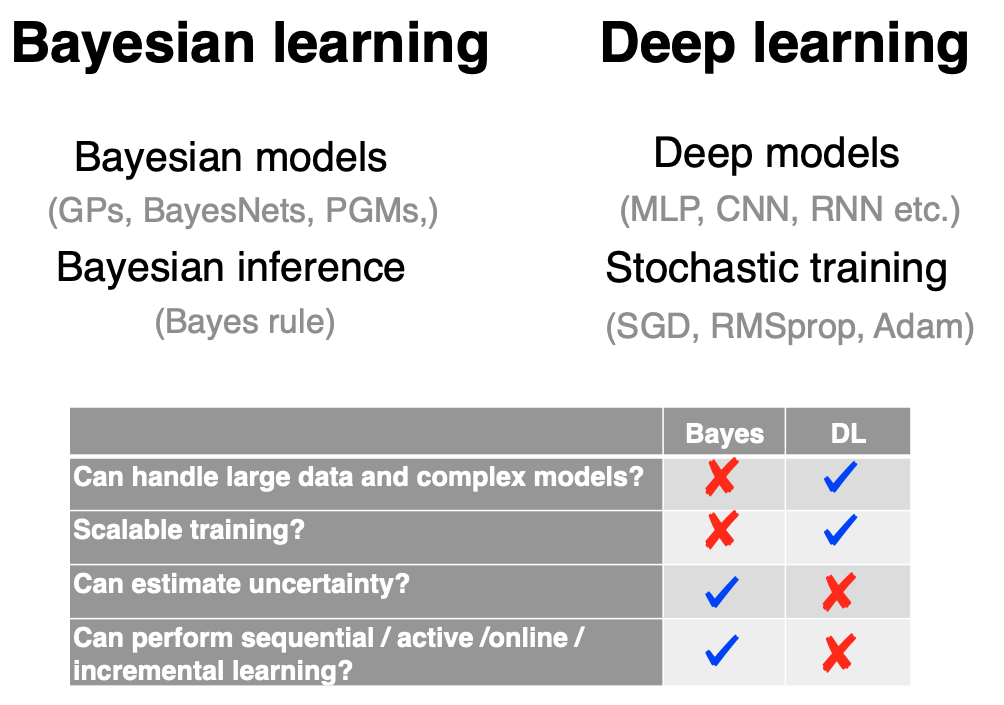 Bayesian learning
Deep learning
Bayesian models
(GPs, BayesNets, PGMs,)
Bayesian inference
(Bayes rule)
Deep models
(MLP, CNN, RNN etc.)
Stochastic training
(SGD, RMSprop, Adam)
Bayes DL
Can handle large data and complex models? ✘ ✓
Scalable training? ✘ ✓
Can estimate uncertainty? ✓ ✘
Can perform sequential / active /online /
incremental learning? ✓ ✘